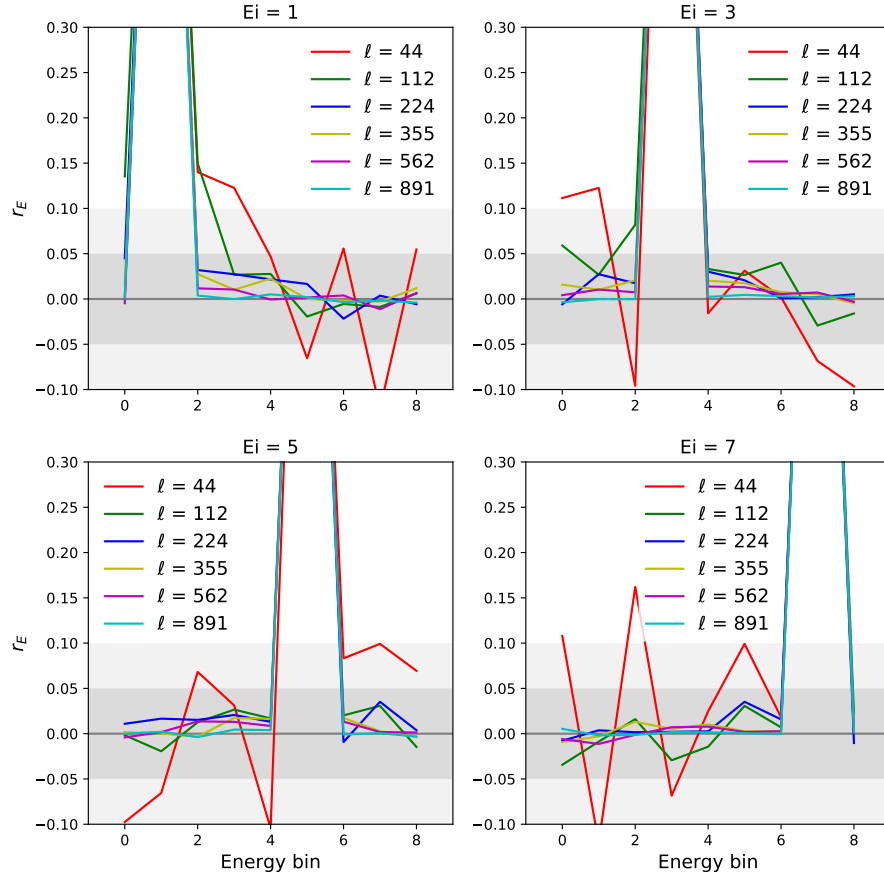 Ei = 1
0.30
0.25
0.20
0.15
0.10
0.05
0.00
−0.05
−0.10
r_E
0 2 4 6 8
ℓ = 44
ℓ = 112
ℓ = 224
ℓ = 355
ℓ = 562
ℓ = 891
Ei = 3
0.30
0.25
0.20
0.15
0.10
0.05
0.00
−0.05
−0.10
0 2 4 6 8
ℓ = 44
ℓ = 112
ℓ = 224
ℓ = 355
ℓ = 562
ℓ = 891
Ei = 5
0.30
0.25
0.20
0.15
0.10
0.05
0.00
−0.05
−0.10
r_E
0 2 4 6 8
Energy bin
ℓ = 44
ℓ = 112
ℓ = 224
ℓ = 355
ℓ = 562
ℓ = 891
Ei = 7
0.30
0.25
0.20
0.15
0.10
0.05
0.00
−0.05
−0.10
0 2 4 6 8
Energy bin
ℓ = 44
ℓ = 112
ℓ = 224
ℓ = 355
ℓ = 562
ℓ = 891